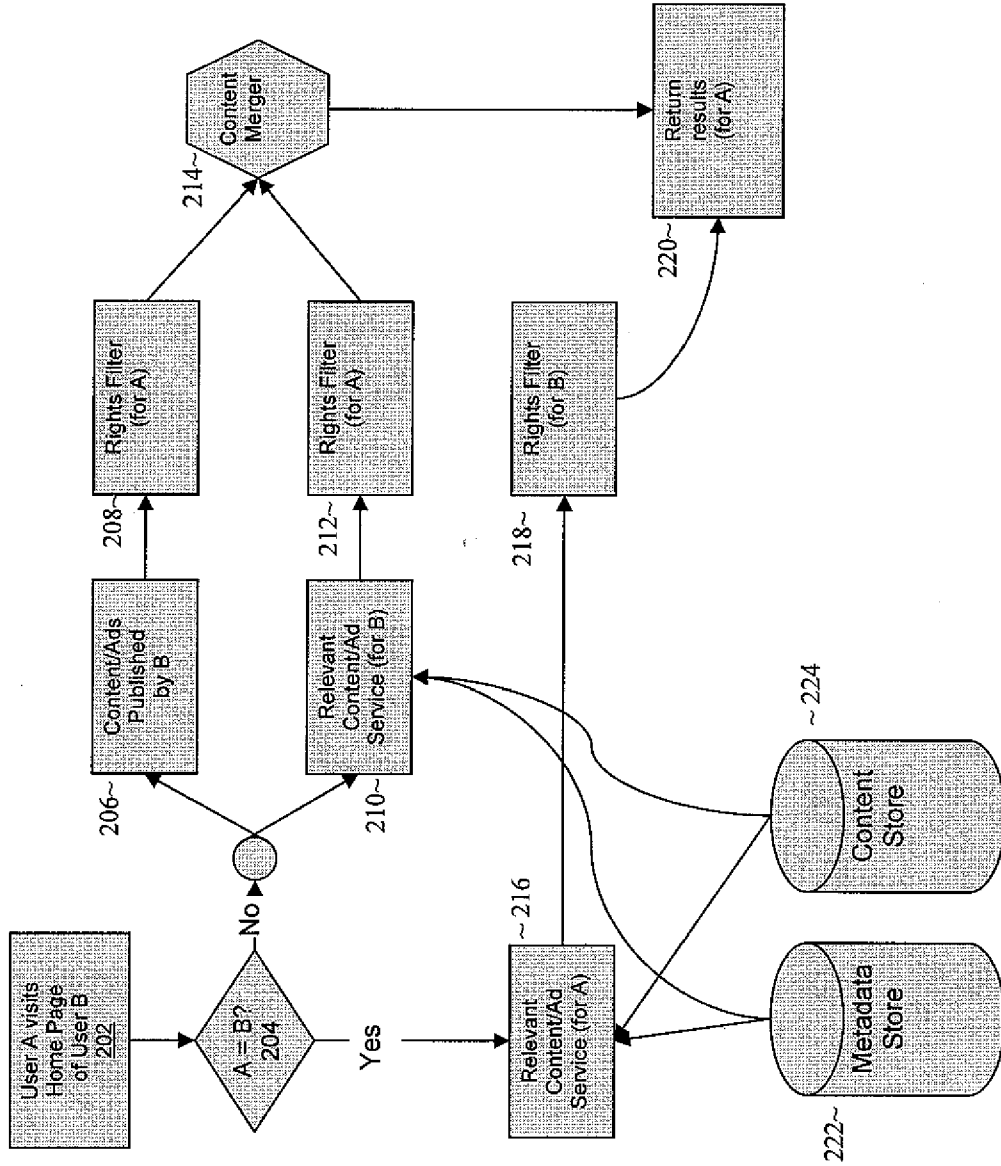 User A visits
Home Page
of User B
202
A = B?
204
No
Yes
206~
Content/Ads
Published
by B
208~
Rights Filter
(for A)
210~
Relevant
Content/Ad
Service (for B)
212~
Rights Filter
(for A)
214~
Content
Merger
~216
Relevant
Content/Ad
Service (for A)
218~
Rights Filter
(for B)
220~
Return
results
(for A)
222~
Metadata
Store
~224
Content
Store